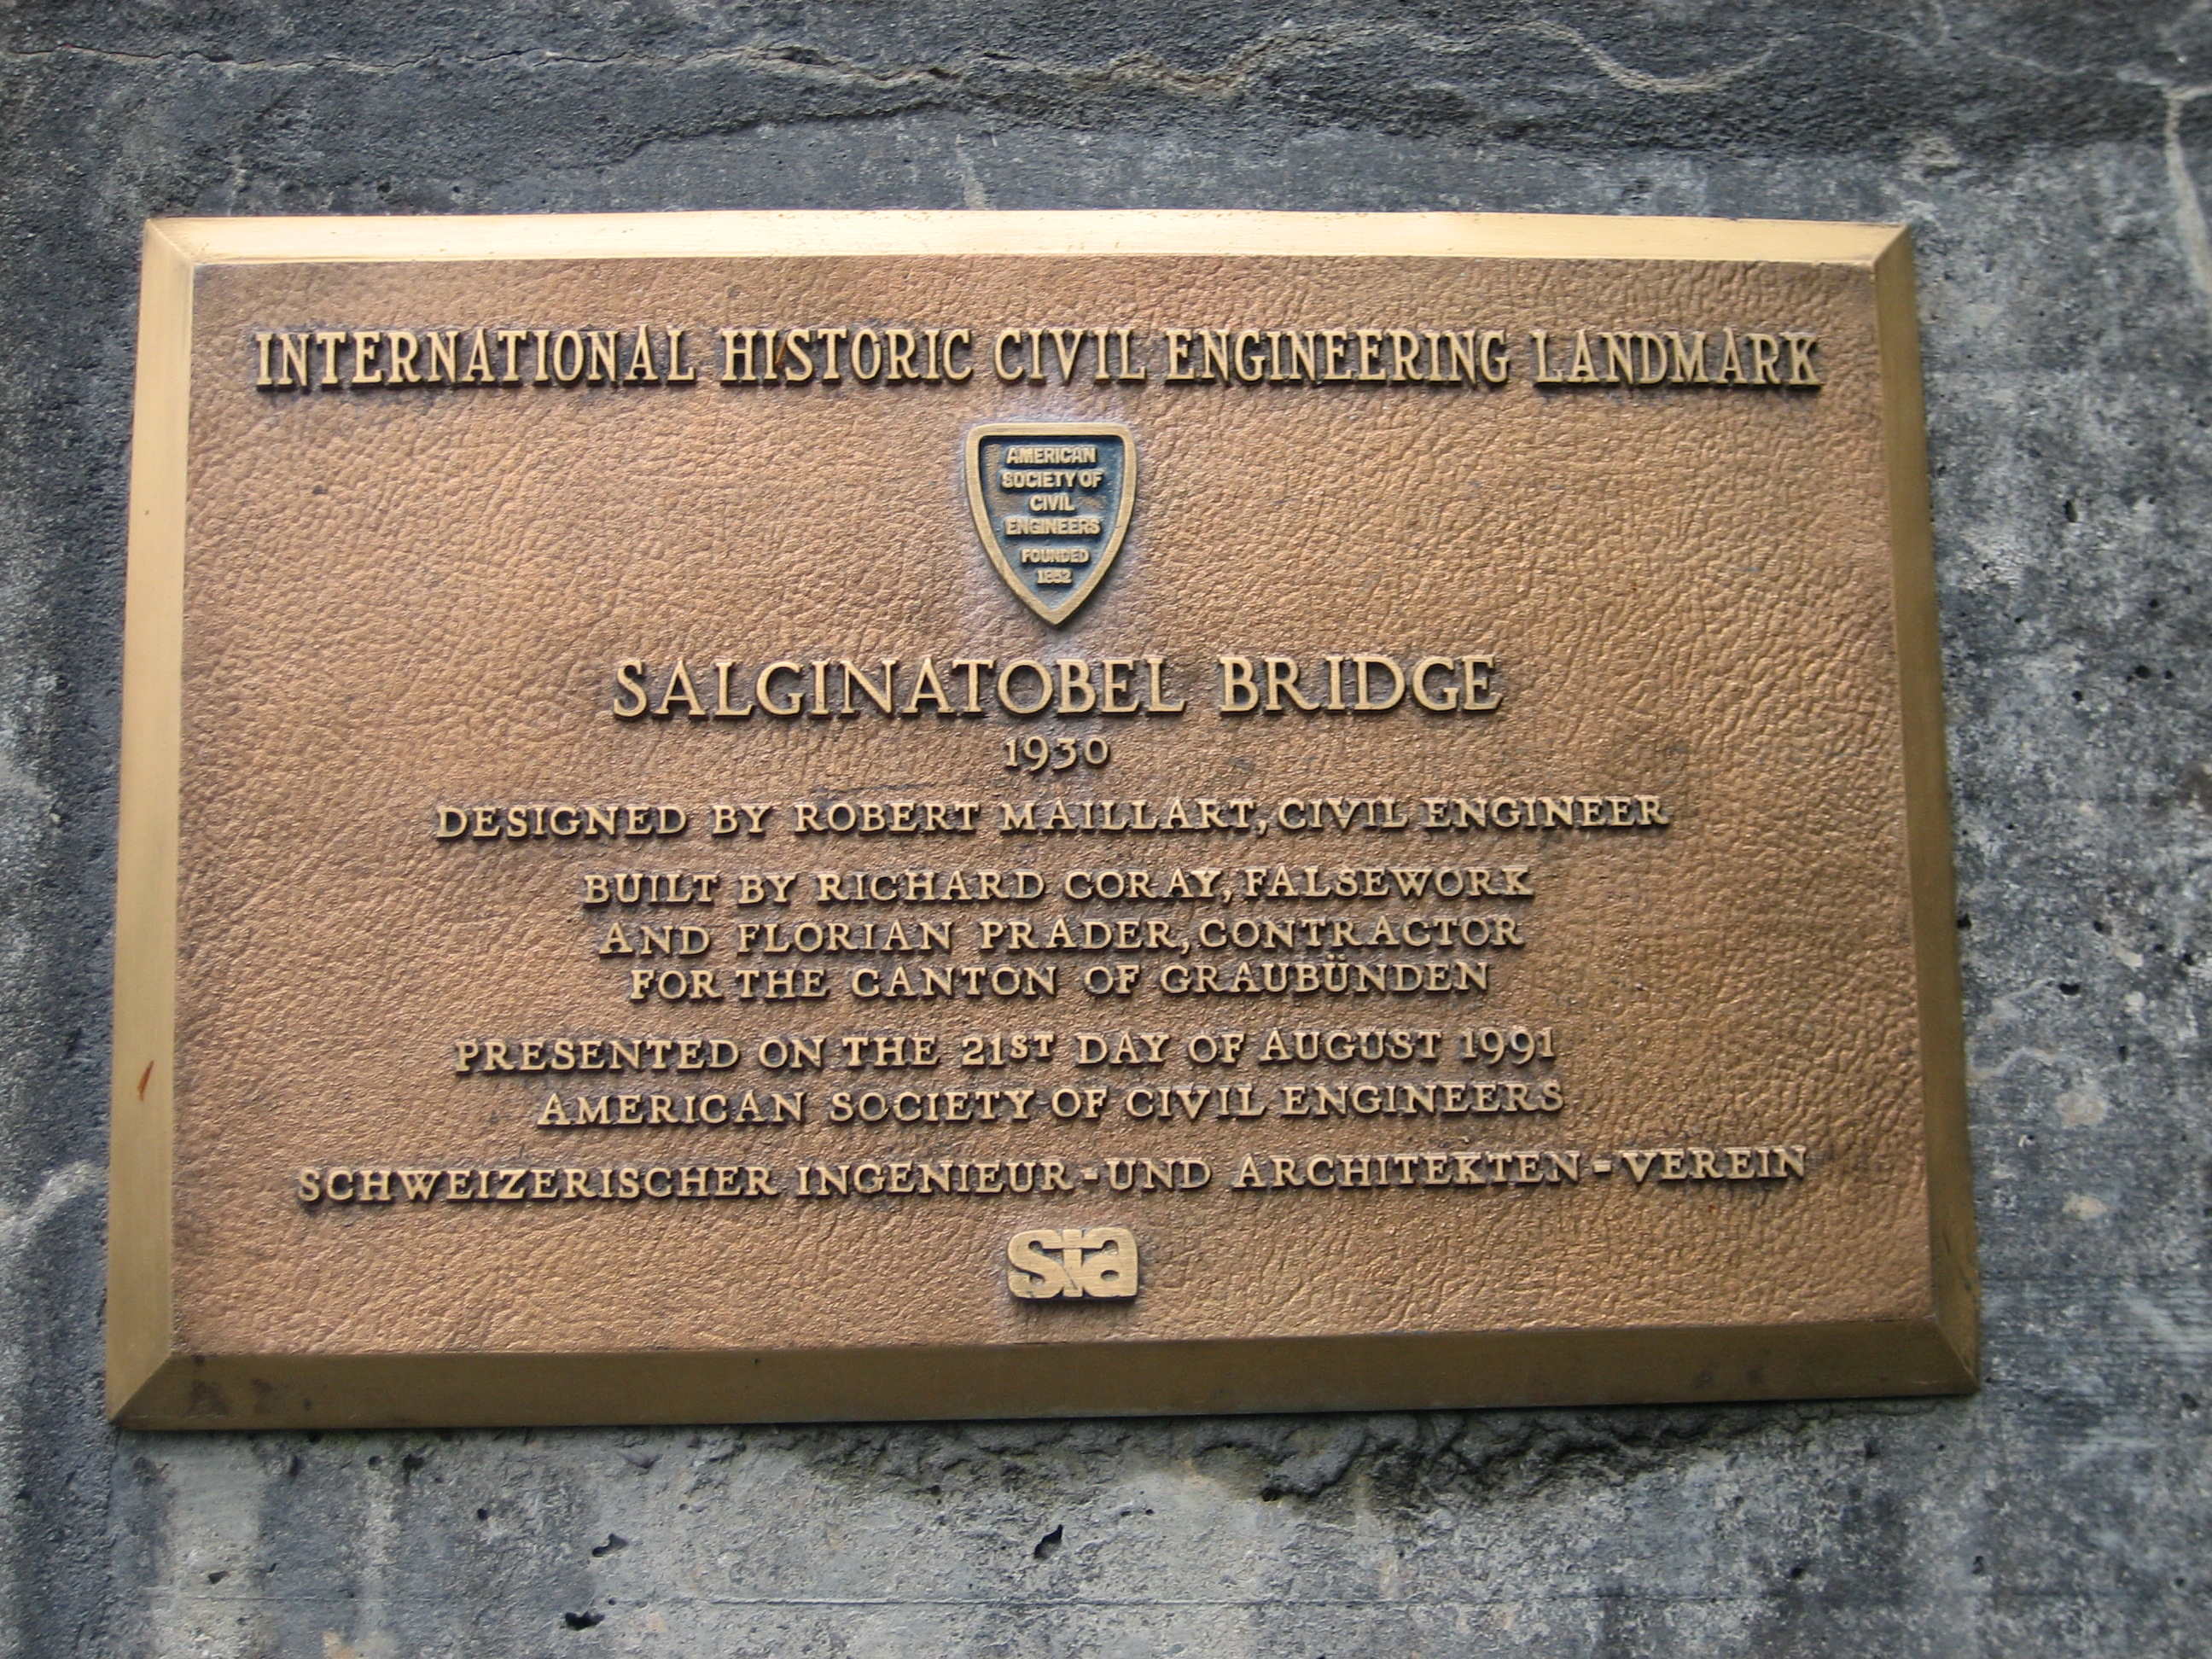 INTERNATIONAL HISTORIC CIVIL ENGINEERING LANDMARK
AMERICAN
SOCIETY OF
CIVIL
ENGINEERS
FOUNDED
1852
SALGINATOBEL BRIDGE
1930
DESIGNED BY ROBERT MAILLART, CIVIL ENGINEER
BUILT BY RICHARD CORAY, FALSEWORK
AND FLORIAN PRADER, CONTRACTOR
FOR THE CANTON OF GRAUBÜNDEN
PRESENTED ON THE 21ST DAY OF AUGUST 1991
AMERICAN SOCIETY OF CIVIL ENGINEERS
SCHWEIZERISCHER INGENIEUR-UND ARCHITEKTEN-VEREIN
sia